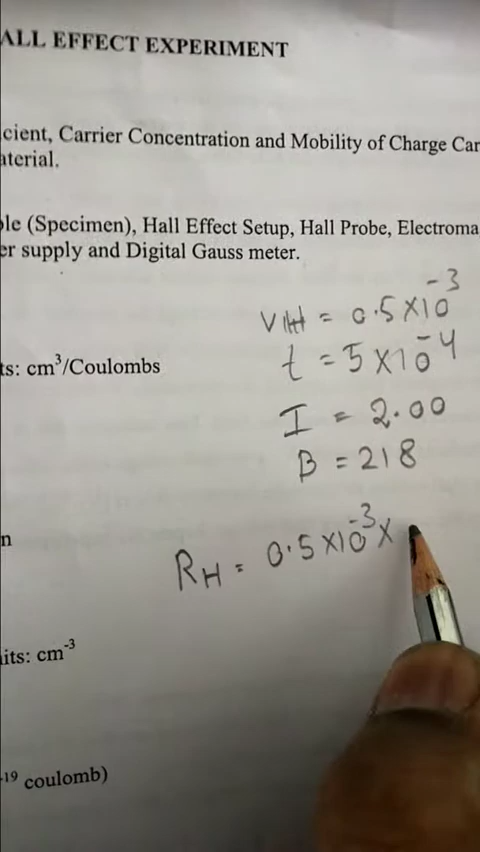 ALL EFFECT EXPERIMENT
cient, Carrier Concentration and Mobility of Charge Car
aterial.
ole (Specimen), Hall Effect Setup, Hall Probe, Electroma
er supply and Digital Gauss meter.
VH = 0.5×10⁻³
ts: cm³/Coulombs
t = 5×10⁻⁴
I = 2.00
B = 218
n
RH = 0.5×10⁻³×
its: cm⁻³
-19 coulomb)